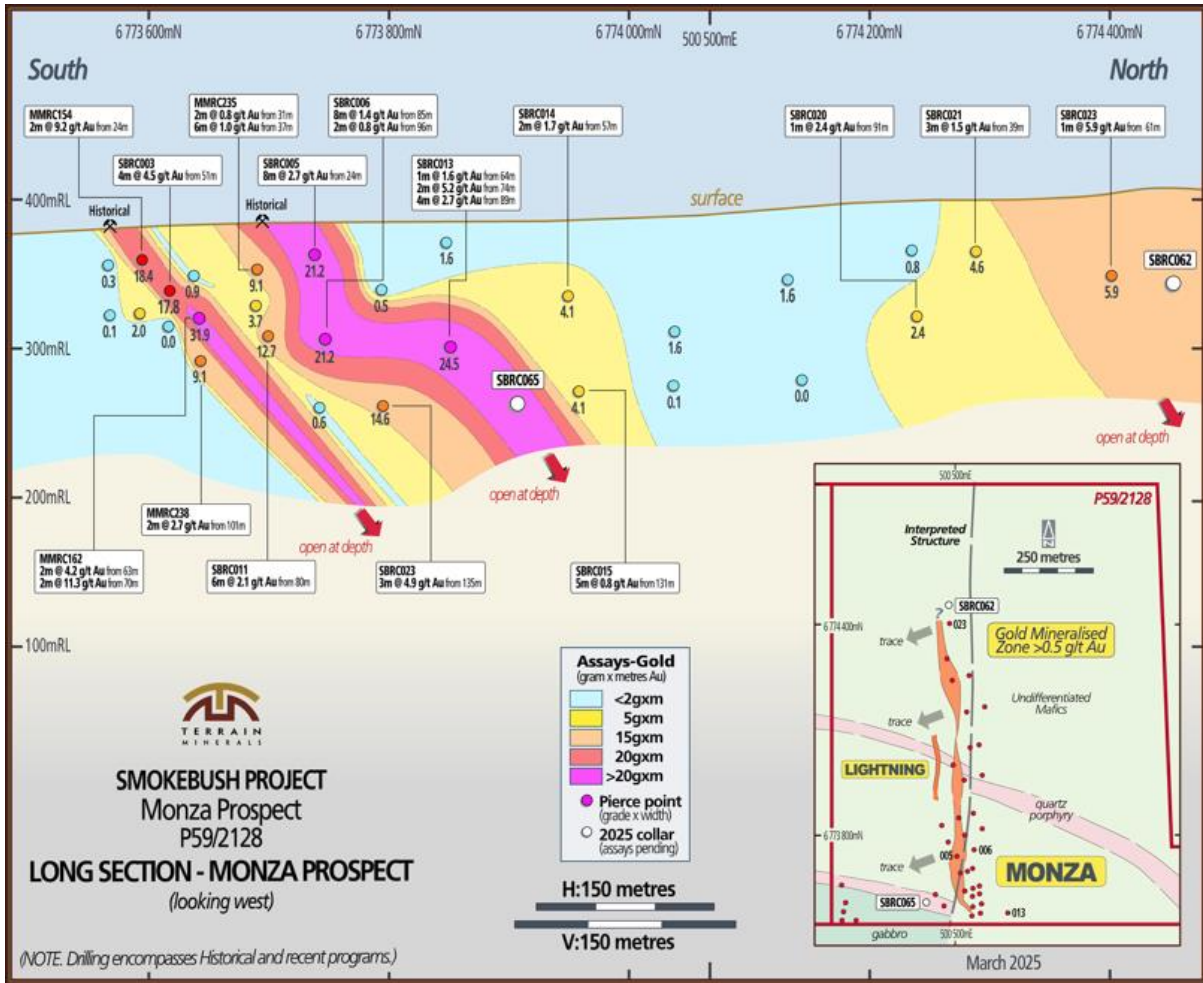 6 773 600mN
6 773 800mN
6 774 000mN
500 500mE
6 774 200mN
6 774 400mN
South
North
MMRC154
2m @ 9.2 g/t Au from 24m
MMRC235
2m @ 0.8 g/t Au from 31m
6m @ 1.0 g/t Au from 37m
SBRC006
8m @ 1.4 g/t Au from 85m
2m @ 0.8 g/t Au from 96m
SBRC014
2m @ 1.7 g/t Au from 57m
SBRC020
1m @ 2.4 g/t Au from 91m
SBRC021
3m @ 1.5 g/t Au from 39m
SBRC023
1m @ 5.9 g/t Au from 61m
SBRC003
4m @ 4.5 g/t Au from 51m
SBRC005
8m @ 2.7 g/t Au from 24m
SBRC013
1m @ 1.6 g/t Au from 64m
2m @ 5.2 g/t Au from 74m
4m @ 2.7 g/t Au from 89m
400mRL
Historical
Historical
surface
0.3
18.4
0.9
9.1
21.2
1.6
0.5
4.1
1.6
0.8
4.6
5.9
SBRC062
17.8
0.1
2.0
0.0
31.9
3.7
12.7
21.2
24.5
1.6
2.4
300mRL
9.1
0.6
14.6
SBRC065
4.1
0.1
0.0
200mRL
open at depth
open at depth
open at depth
MMRC238
2m @ 2.7 g/t Au from 101m
MMRC162
2m @ 4.2 g/t Au from 63m
2m @ 11.3 g/t Au from 70m
SBRC011
6m @ 2.1 g/t Au from 80m
SBRC023
3m @ 4.9 g/t Au from 135m
SBRC015
5m @ 0.8 g/t Au from 131m
100mRL
TERRAIN
MINERALS
SMOKEBUSH PROJECT
Monza Prospect
P59/2128
LONG SECTION - MONZA PROSPECT
(looking west)
(NOTE. Drilling encompasses Historical and recent programs.)
Assays-Gold
(gram x metres Au)
<2gxm
5gxm
15gxm
20gxm
>20gxm
Pierce point
(grade x width)
2025 collar
(assays pending)
H:150 metres
V:150 metres
500 500mE
P59/2128
Interpreted
Structure
N
250 metres
SBRC062
?
023
6 774 400mN
trace
Gold Mineralised
Zone >0.5 g/t Au
Undifferentiated
Mafics
trace
LIGHTNING
quartz
porphyry
6 773 800mN
005
006
trace
MONZA
SBRC065
013
gabbro
500 500mE
March 2025